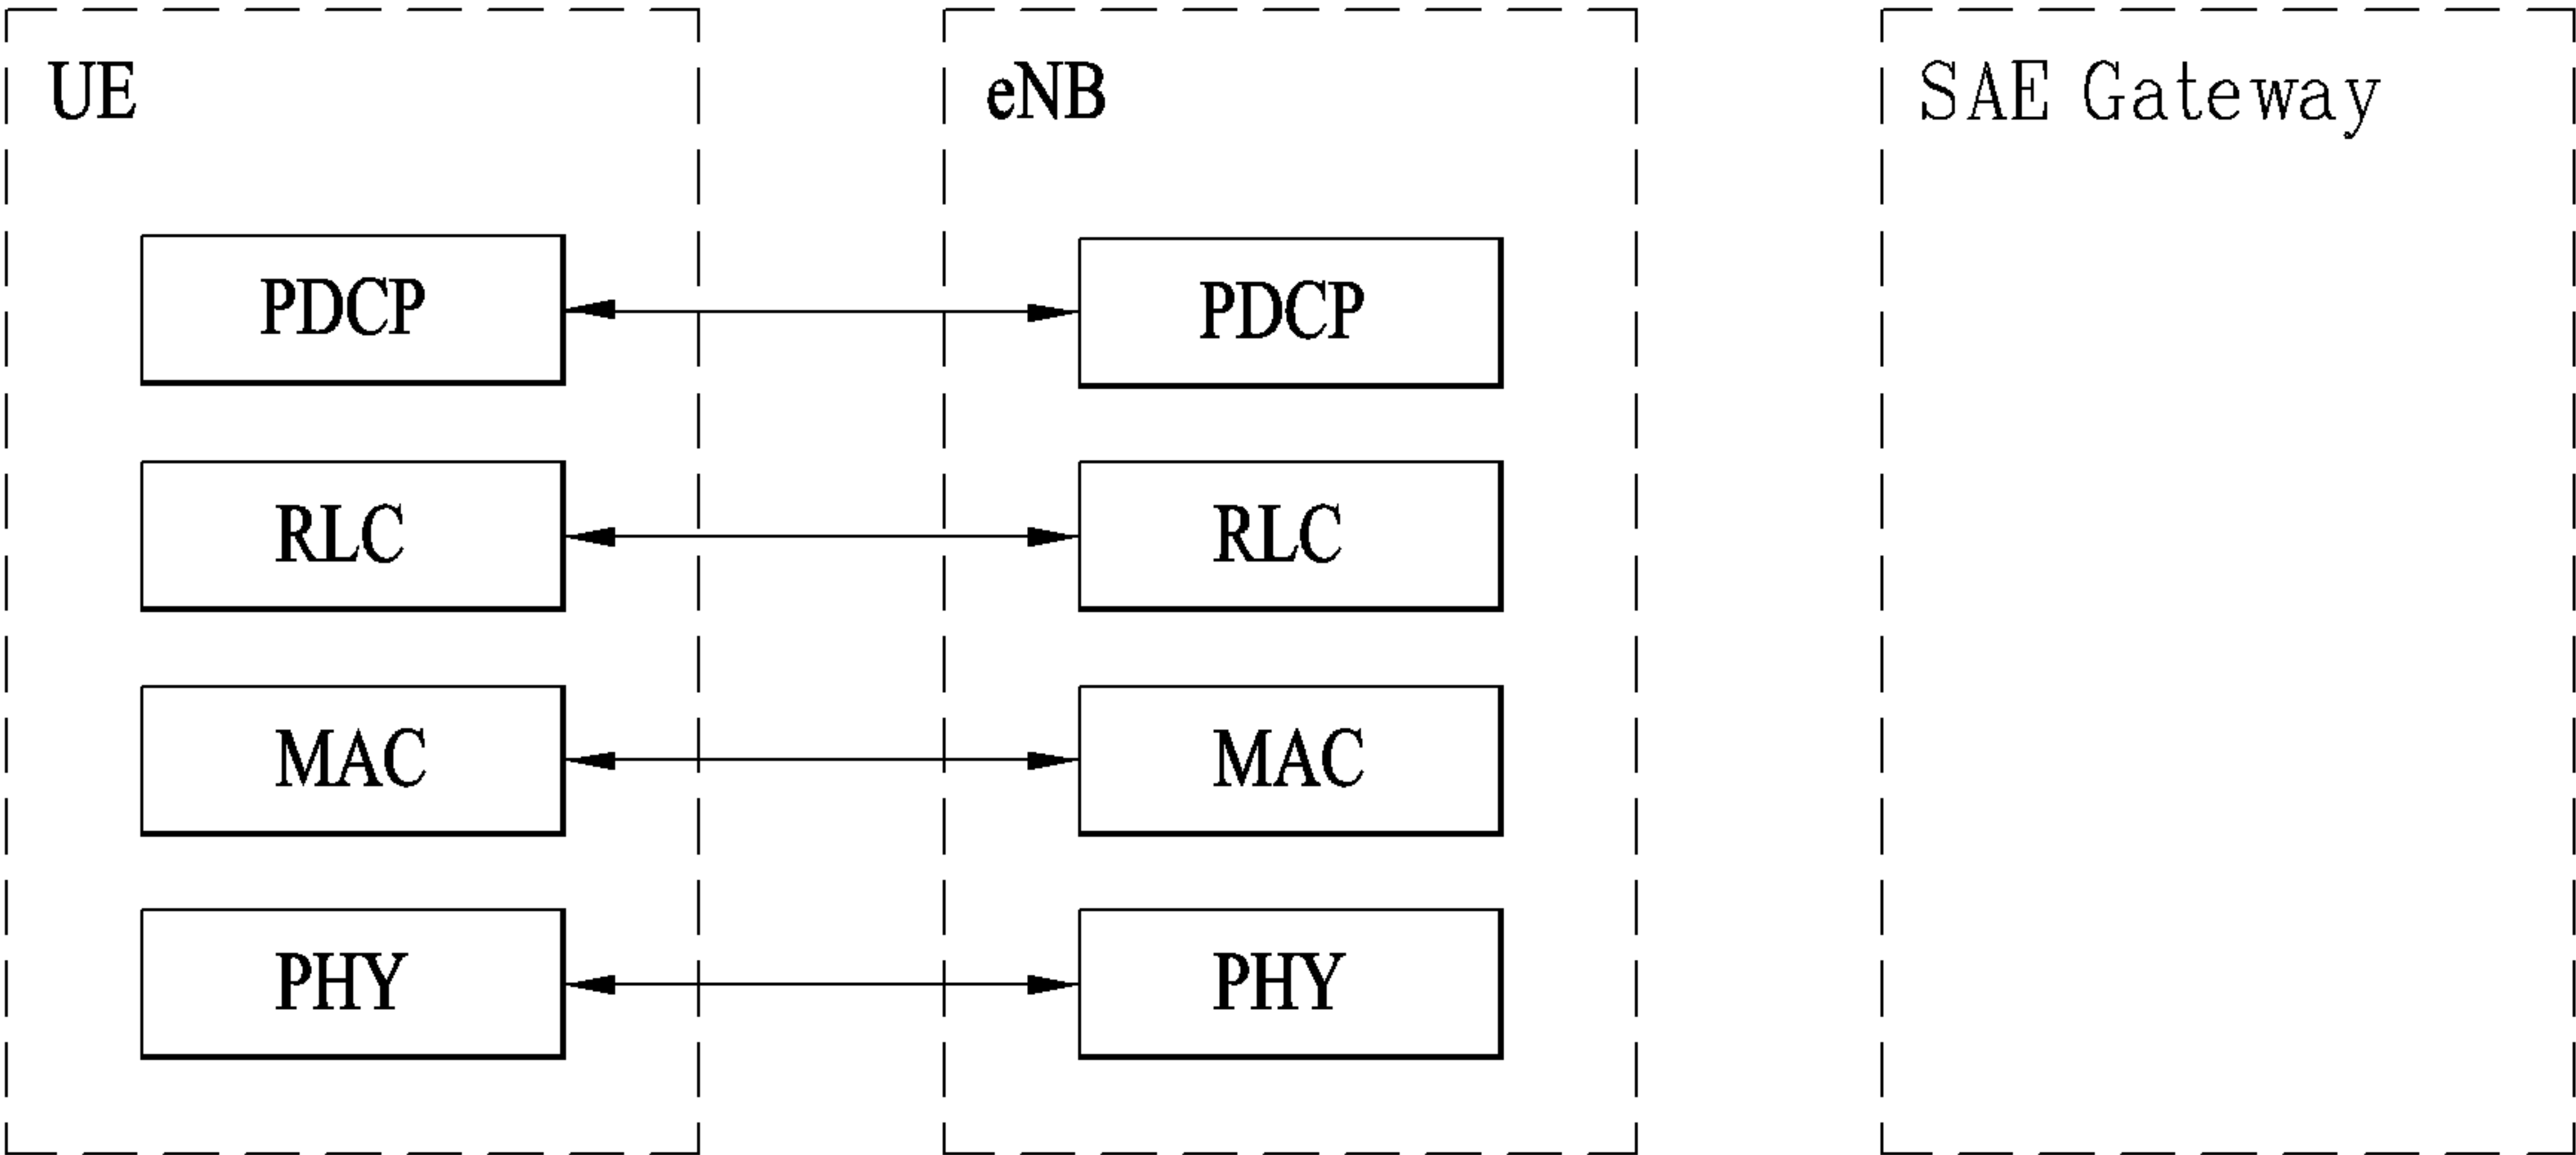 UE
eNB
SAE Gateway
PDCP
PDCP
RLC
RLC
MAC
MAC
PHY
PHY